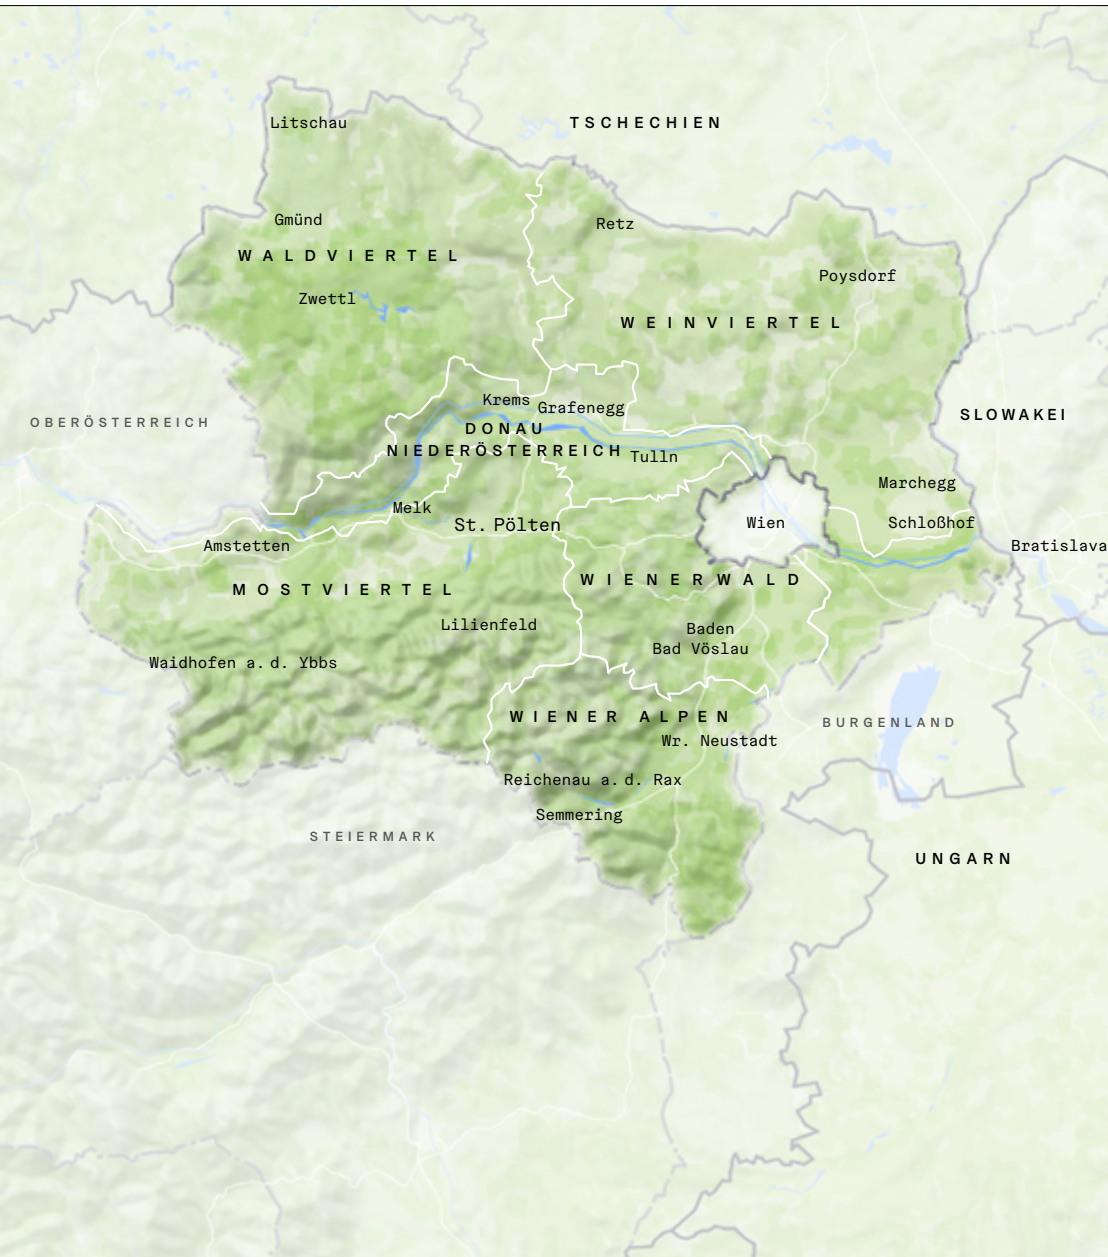 Litschau
TSCHECHIEN
Gmünd
Retz
WALDVIERTEL
Poysdorf
Zwettl
WEINVIERTEL
Krems
Grafenegg
SLOWAKEI
OBERÖSTERREICH
DONAU
NIEDERÖSTERREICH
Tulln
Marchegg
Melk
St. Pölten
Wien
Schloßhof
Amstetten
Bratislava
WIENERWALD
MOSTVIERTEL
Lilienfeld
Baden
Bad Vöslau
Waidhofen a. d. Ybbs
WIENER ALPEN
BURGENLAND
Wr. Neustadt
Reichenau a. d. Rax
Semmering
STEIERMARK
UNGARN